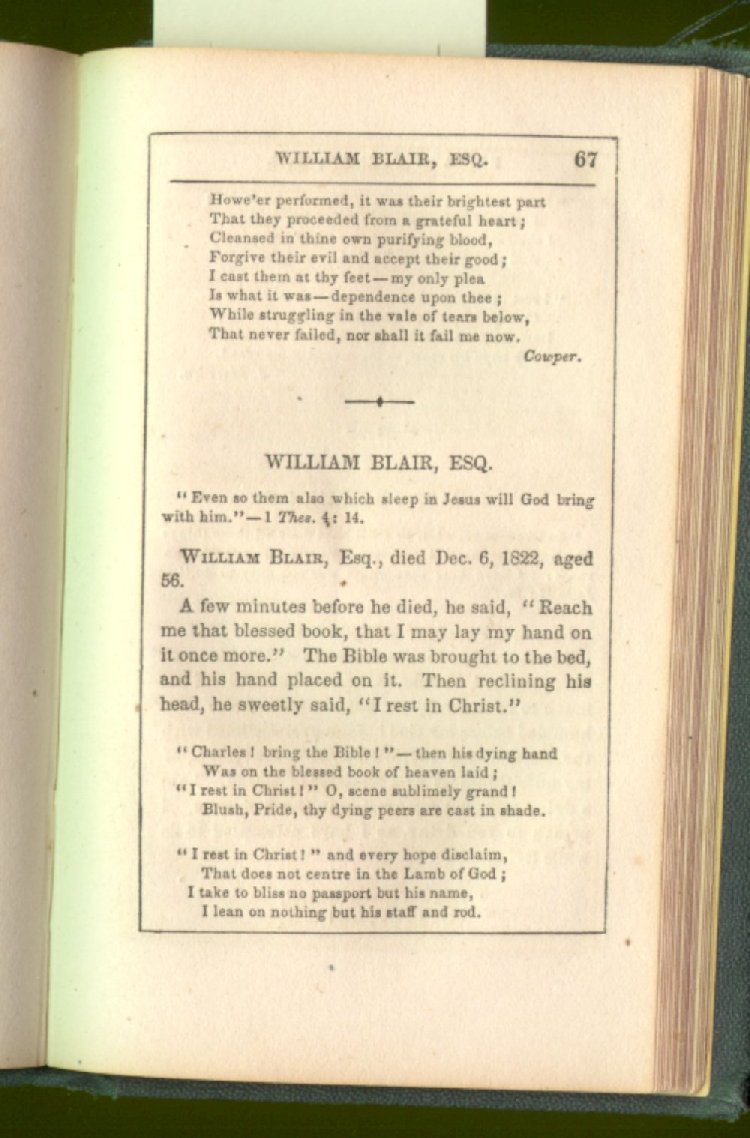 WILLIAM BLAIR, ESQ. 67
Howe'er performed, it was their brightest part
That they proceeded from a grateful heart;
Cleansed in thine own purifying blood,
Forgive their evil and accept their good;
I cast them at thy feet—my only plea
Is what it was—dependence upon thee;
While struggling in the vale of tears below,
That never failed, nor shall it fail me now.
Cowper.
WILLIAM BLAIR, ESQ.
"Even so them also which sleep in Jesus will God bring
with him."—1 Thes. 4: 14.
WILLIAM BLAIR, Esq., died Dec. 6, 1822, aged
56.
A few minutes before he died, he said, "Reach
me that blessed book, that I may lay my hand on
it once more." The Bible was brought to the bed,
and his hand placed on it. Then reclining his
head, he sweetly said, "I rest in Christ."
"Charles! bring the Bible!"—then his dying hand
Was on the blessed book of heaven laid;
"I rest in Christ!" O, scene sublimely grand!
Blush, Pride, thy dying peers are cast in shade.
"I rest in Christ!" and every hope disclaim,
That does not centre in the Lamb of God;
I take to bliss no passport but his name,
I lean on nothing but his staff and rod.